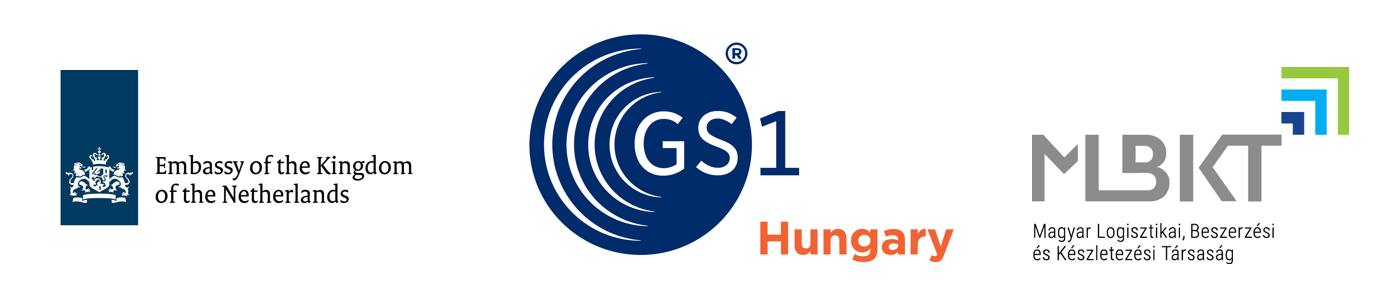 Embassy of the Kingdom
of the Netherlands
GS1
®
Hungary
MLBKT
Magyar Logisztikai, Beszerzési
és Készletezési Társaság